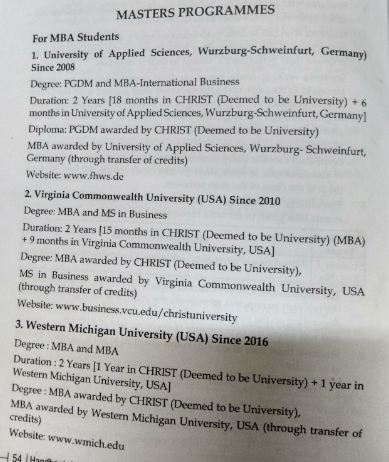 MASTERS PROGRAMMES
For MBA Students
1. University of Applied Sciences, Wurzburg-Schweinfurt, Germany)
Since 2008
Degree: PGDM and MBA-International Business
Duration: 2 Years [18 months in CHRIST (Deemed to be University) + 6
months in University of Applied Sciences, Wurzburg-Schweinfurt, Germany]
Diploma: PGDM awarded by CHRIST (Deemed to be University)
MBA awarded by University of Applied Sciences, Wurzburg- Schweinfurt,
Germany (through transfer of credits)
Website: www.fhws.de
2. Virginia Commonwealth University (USA) Since 2010
Degree: MBA and MS in Business
Duration: 2 Years [15 months in CHRIST (Deemed to be University) (MBA)
+ 9 months in Virginia Commonwealth University, USA]
Degree: MBA awarded by CHRIST (Deemed to be University),
MS in Business awarded by Virginia Commonwealth University, USA
(through transfer of credits)
Website: www.business.vcu.edu/christuniversity
3. Western Michigan University (USA) Since 2016
Degree : MBA and MBA
Duration : 2 Years [1 Year in CHRIST (Deemed to be University) + 1 year in
Western Michigan University, USA]
Degree : MBA awarded by CHRIST (Deemed to be University),
MBA awarded by Western Michigan University, USA (through transfer of
credits)
Website: www.wmich.edu
54